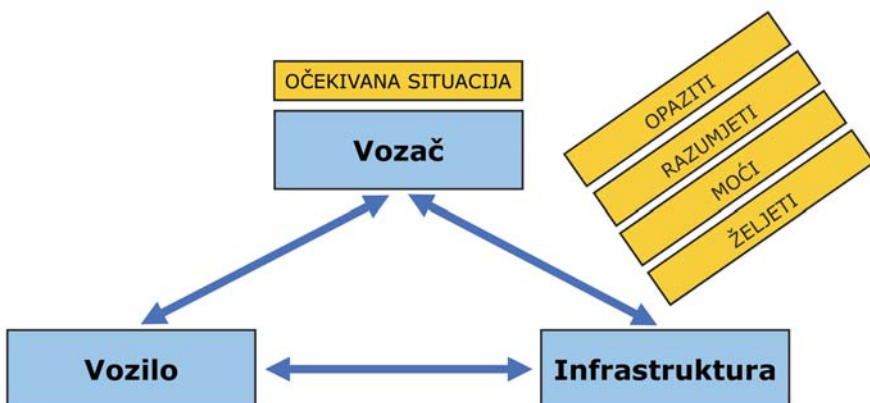 OČEKIVANA SITUACIJA
Vozač
OPAZITI
RAZUMJETI
MOĆI
ŽELJETI
Vozilo
Infrastruktura